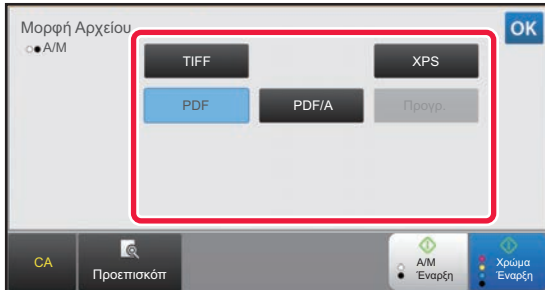 Μορφή Αρχείου
OK
Α/Μ
TIFF
XPS
PDF
PDF/A
Προγρ.
CA
Προεπισκόπ
Α/Μ
Έναρξη
Χρώμα
Έναρξη